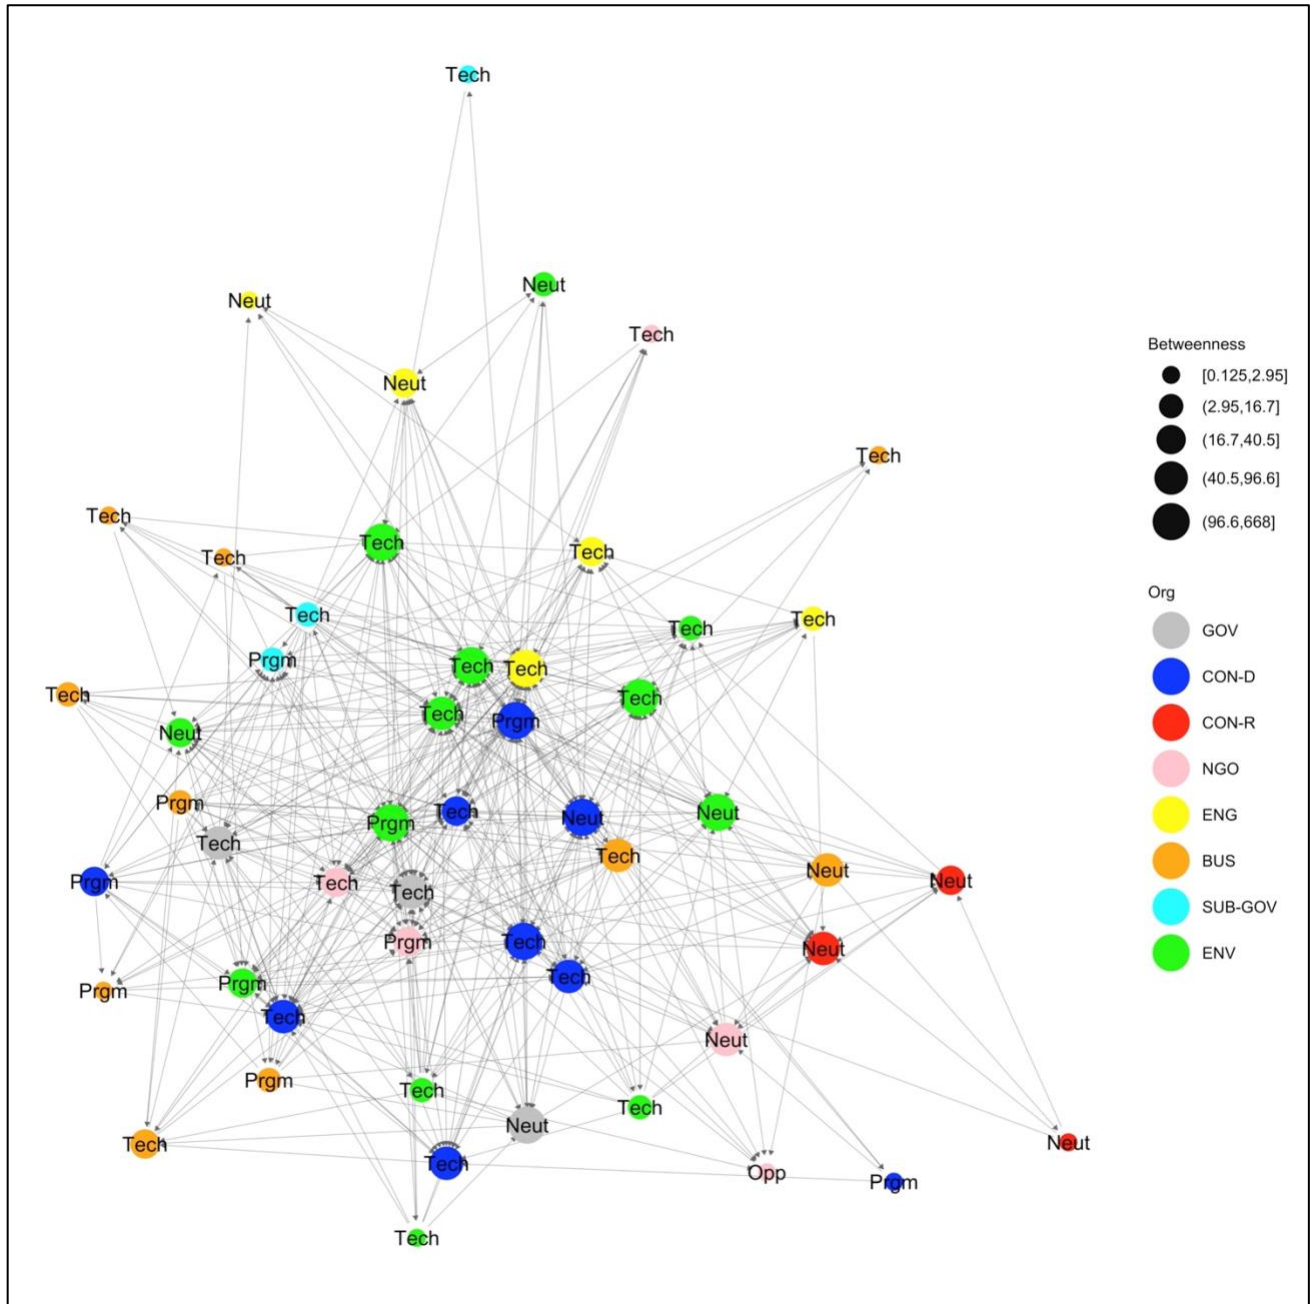 Tech
Neut
Neut
Tech
Neut
Tech
Tech
Tech
Tech
Tech
Tech
Tech
Tech
Prgm
Tech
Tech
Tech
Tech
Tech
Prgm
Neut
Prgm
Tech
Neut
Neut
Prgm
Tech
Tech
Neut
Prgm
Tech
Tech
Neut
Prgm
Tech
Neut
Tech
Prgm
Prgm
Tech
Neut
Prgm
Tech
Tech
Neut
Tech
Neut
Tech
Opp
Prgm
Tech
Betweenness
[0.125,2.95]
(2.95,16.7]
(16.7,40.5]
(40.5,96.6]
(96.6,668]
Org
GOV
CON-D
CON-R
NGO
ENG
BUS
SUB-GOV
ENV